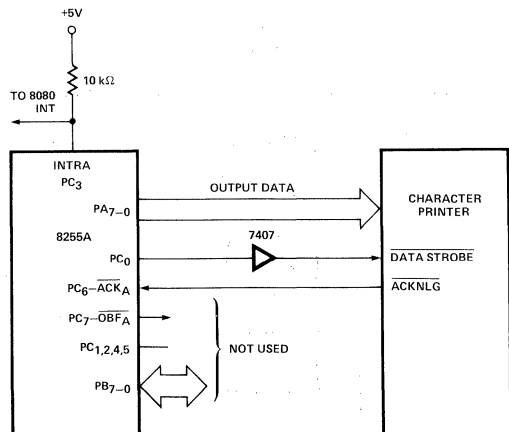 +5V
10 kΩ
TO 8080
INT
INTRA
PC3
OUTPUT DATA
PA7–0
CHARACTER
PRINTER
8255A
7407
PC0
DATA STROBE
PC6-ACKA
ACKNLG
PC7-OBFA
PC1,2,4,5
NOT USED
PB7–0